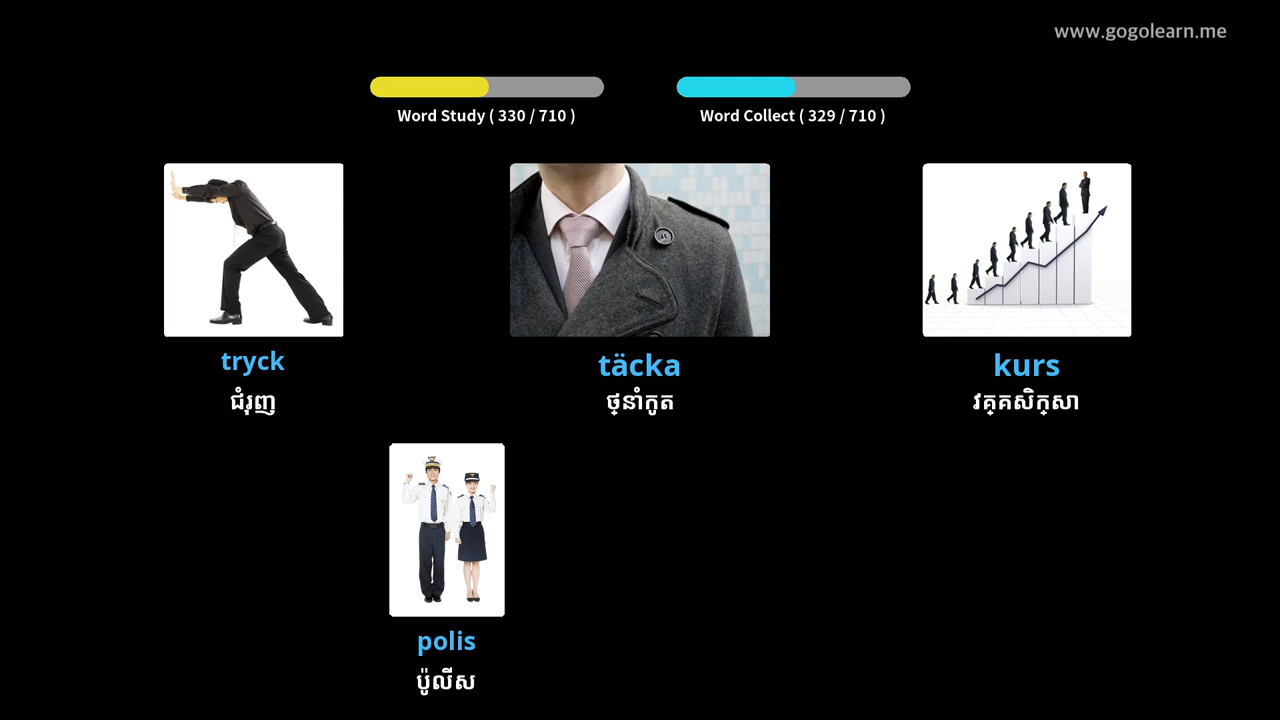 www.gogolearn.me
Word Study ( 330 / 710 )
Word Collect ( 329 / 710 )
tryck
ជំរុញ
täcka
ថ្នាំកូត
kurs
វគ្គសិក្សា
polis
ប៉ូលីស